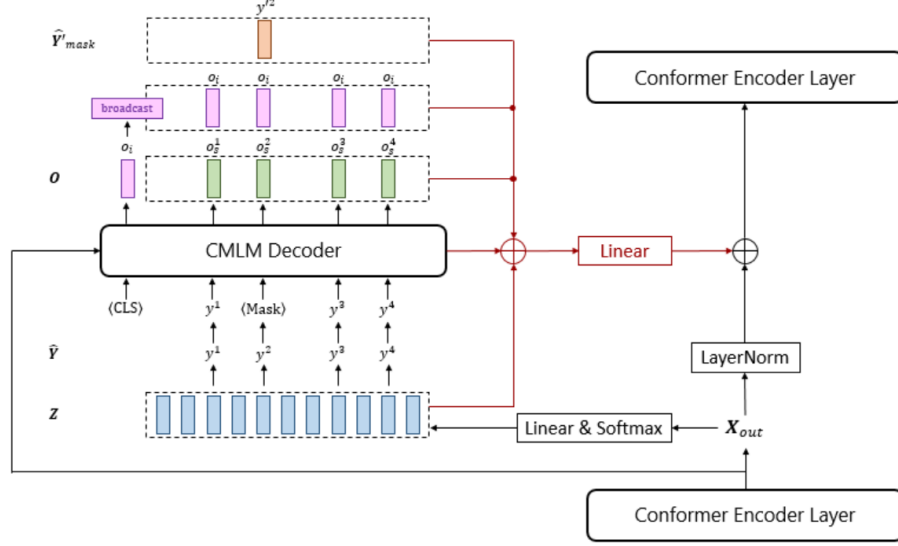 y′²
Ŷ′mask
Conformer Encoder Layer
oᵢ oᵢ oᵢ oᵢ
broadcast
oᵢ o¹ₛ o²ₛ o³ₛ o⁴ₛ
O
CMLM Decoder
Linear
⟨CLS⟩ y¹ ⟨Mask⟩ y³ y⁴
Ŷ y¹ y² y³ y⁴
LayerNorm
Z
Linear & Softmax
Xout
Conformer Encoder Layer